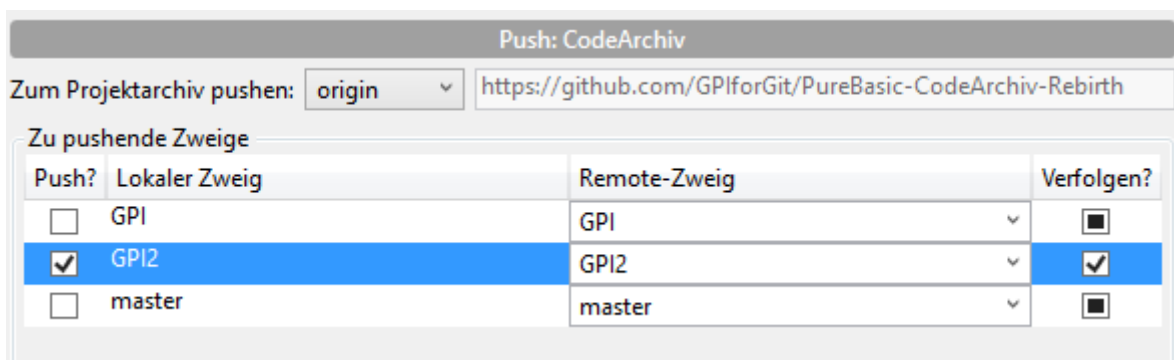 Push: CodeArchiv
Zum Projektarchiv pushen: origin https://github.com/GPIforGit/PureBasic-CodeArchiv-Rebirth
Zu pushende Zweige
Push? Lokaler Zweig Remote-Zweig Verfolgen?
GPI GPI
GPI2 GPI2
master master